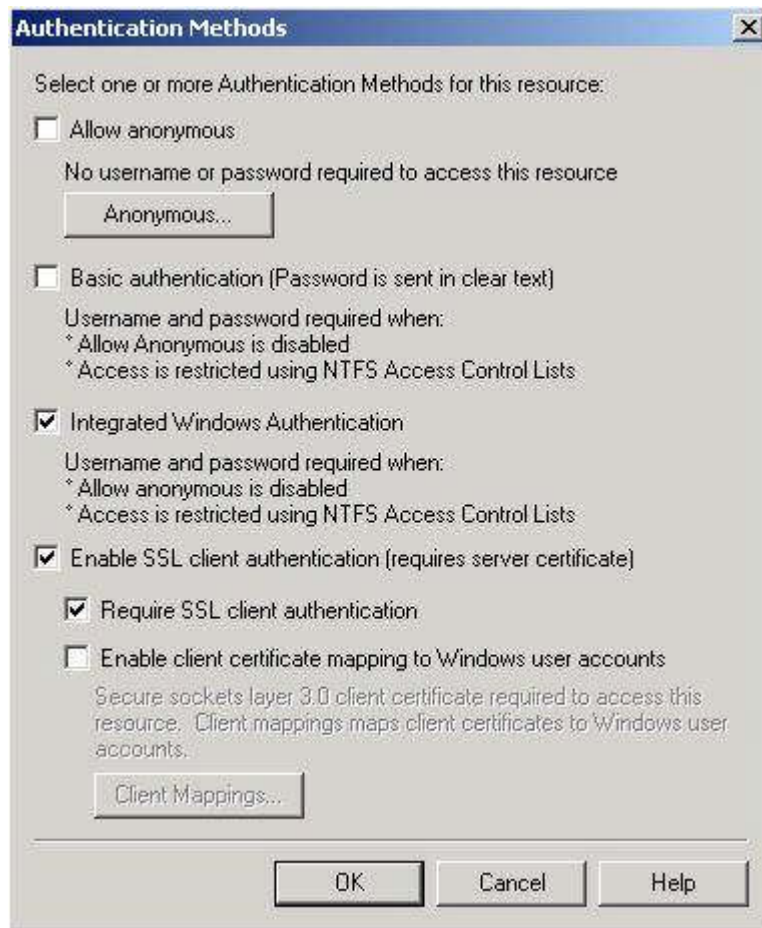 Authentication Methods
Select one or more Authentication Methods for this resource:
Allow anonymous
No username or password required to access this resource
Anonymous...
Basic authentication (Password is sent in clear text)
Username and password required when:
* Allow Anonymous is disabled
* Access is restricted using NTFS Access Control Lists
Integrated Windows Authentication
Username and password required when:
* Allow anonymous is disabled
* Access is restricted using NTFS Access Control Lists
Enable SSL client authentication (requires server certificate)
Require SSL client authentication
Enable client certificate mapping to Windows user accounts
Secure sockets layer 3.0 client certificate required to access this
resource. Client mappings maps client certificates to Windows user
accounts.
Client Mappings...
OK Cancel Help